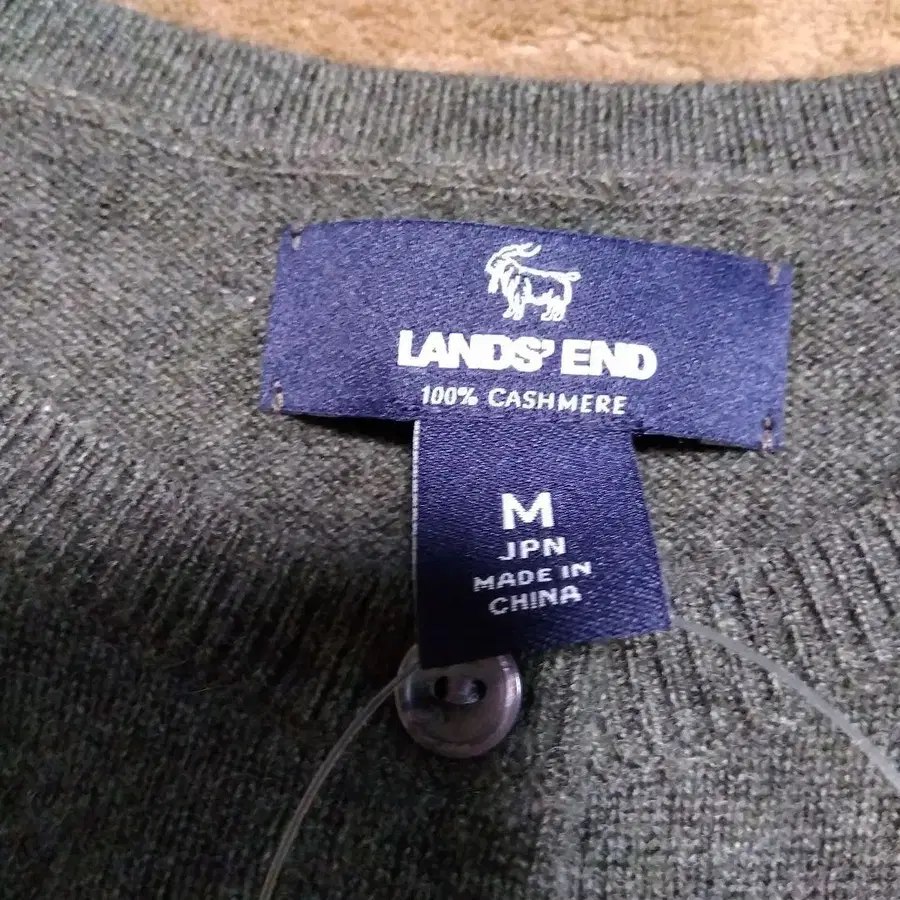 LANDS' END
100% CASHMERE
M
JPN
MADE IN
CHINA